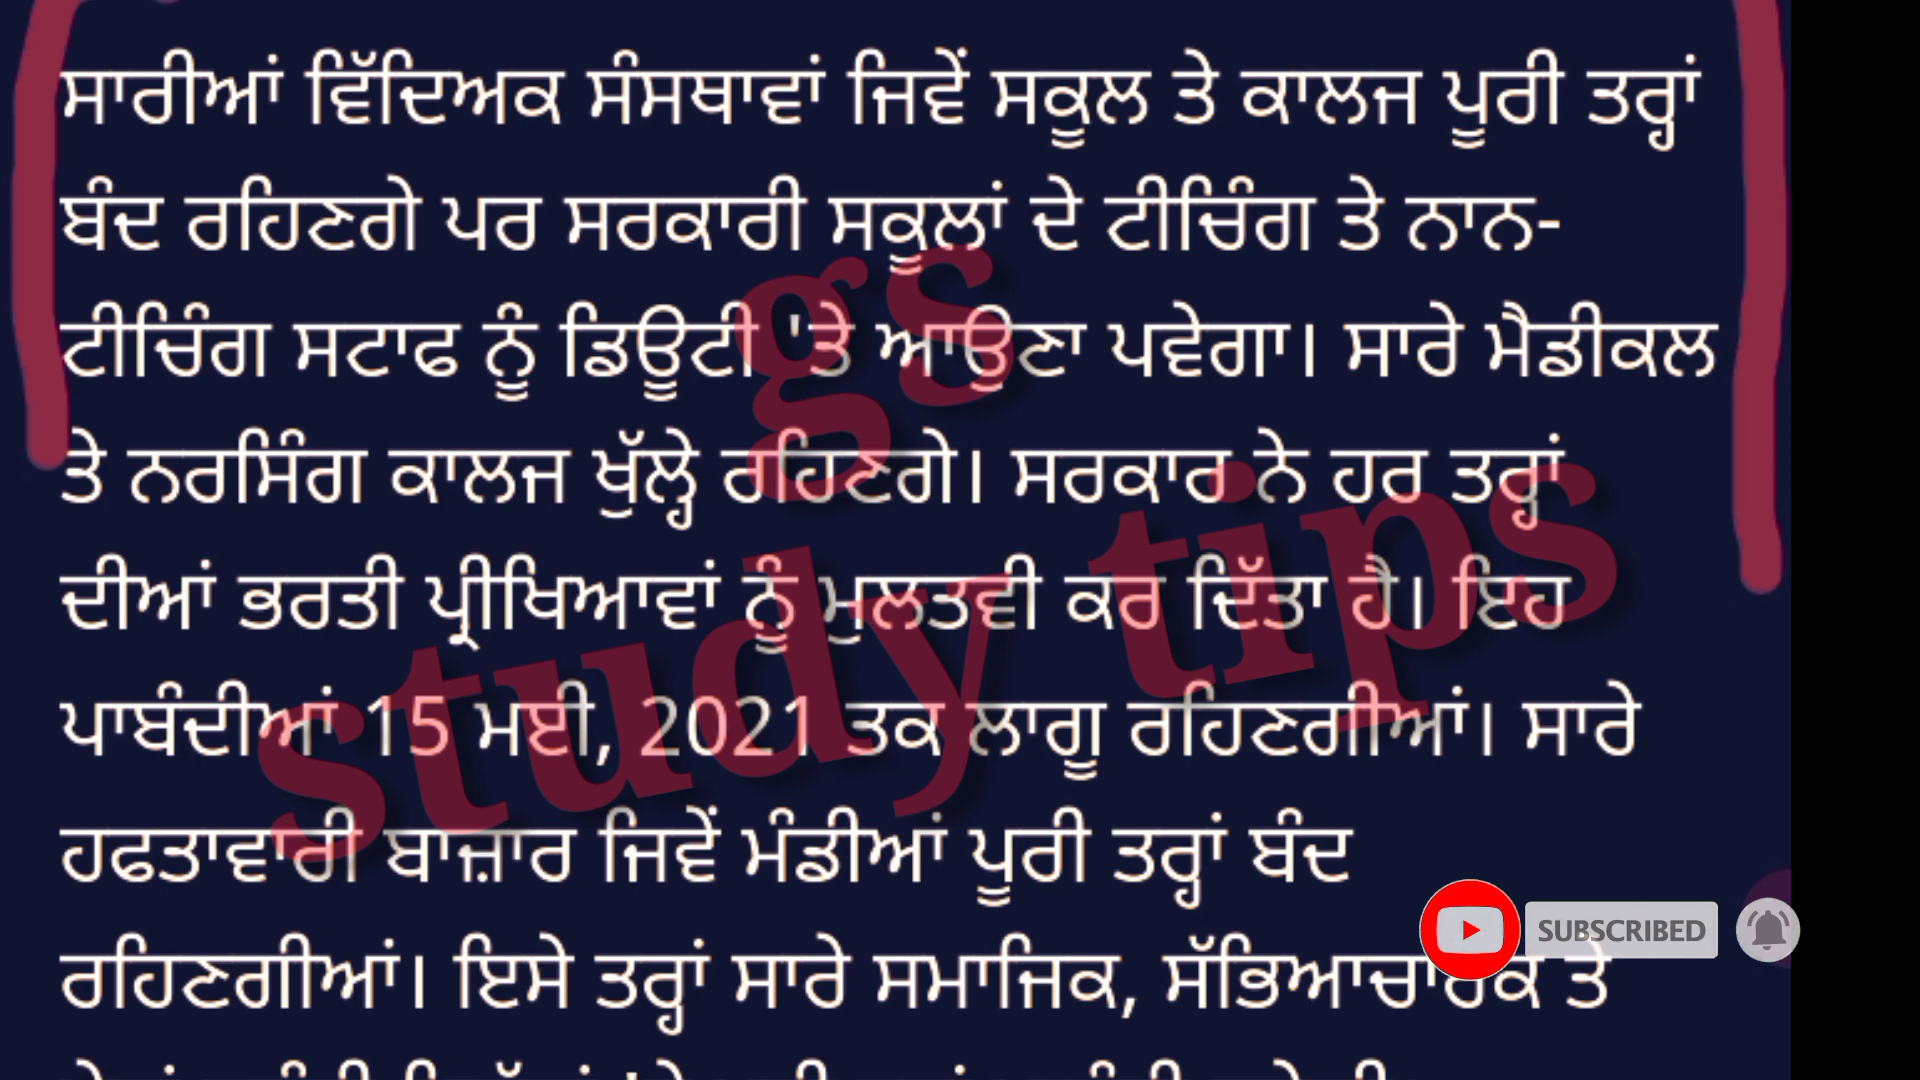 ਸਾਰੀਆਂ ਵਿੱਦਿਅਕ ਸੰਸਥਾਵਾਂ ਜਿਵੇਂ ਸਕੂਲ ਤੇ ਕਾਲਜ ਪੂਰੀ ਤਰ੍ਹਾਂ
ਬੰਦ ਰਹਿਣਗੇ ਪਰ ਸਰਕਾਰੀ ਸਕੂਲਾਂ ਦੇ ਟੀਚਿੰਗ ਤੇ ਨਾਨ-
ਟੀਚਿੰਗ ਸਟਾਫ ਨੂੰ ਡਿਊਟੀ 'ਤੇ ਆਉਣਾ ਪਵੇਗਾ। ਸਾਰੇ ਮੈਡੀਕਲ
ਤੇ ਨਰਸਿੰਗ ਕਾਲਜ ਖੁੱਲ੍ਹੇ ਰਹਿਣਗੇ। ਸਰਕਾਰ ਨੇ ਹਰ ਤਰ੍ਹਾਂ
ਦੀਆਂ ਭਰਤੀ ਪ੍ਰੀਖਿਆਵਾਂ ਨੂੰ ਮੁਲਤਵੀ ਕਰ ਦਿੱਤਾ ਹੈ। ਇਹ
ਪਾਬੰਦੀਆਂ 15 ਮਈ, 2021 ਤਕ ਲਾਗੂ ਰਹਿਣਗੀਆਂ। ਸਾਰੇ
ਹਫਤਾਵਾਰੀ ਬਾਜ਼ਾਰ ਜਿਵੇਂ ਮੰਡੀਆਂ ਪੂਰੀ ਤਰ੍ਹਾਂ ਬੰਦ
ਰਹਿਣਗੀਆਂ। ਇਸੇ ਤਰ੍ਹਾਂ ਸਾਰੇ ਸਮਾਜਿਕ, ਸੱਭਿਆਚਾਰਕ ਤੇ
gs
study tips
SUBSCRIBED